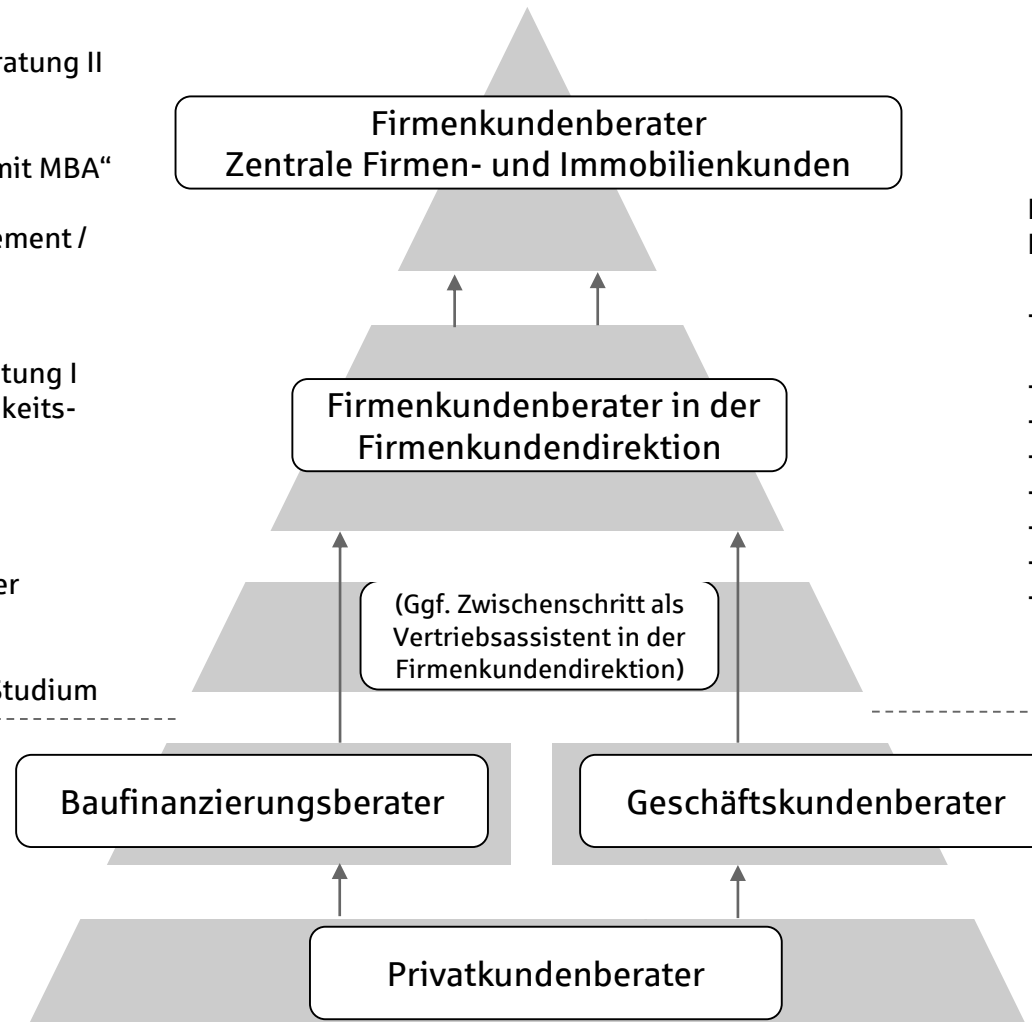 ratung II
mit MBA“
ement /
tung I
keits-
er
Studium
Firmenkundenberater
Zentrale Firmen- und Immobilienkunden
Firmenkundenberater in der
Firmenkundendirektion
(Ggf. Zwischenschritt als
Vertriebsassistent in der
Firmenkundendirektion)
Baufinanzierungsberater
Geschäftskundenberater
Privatkundenberater